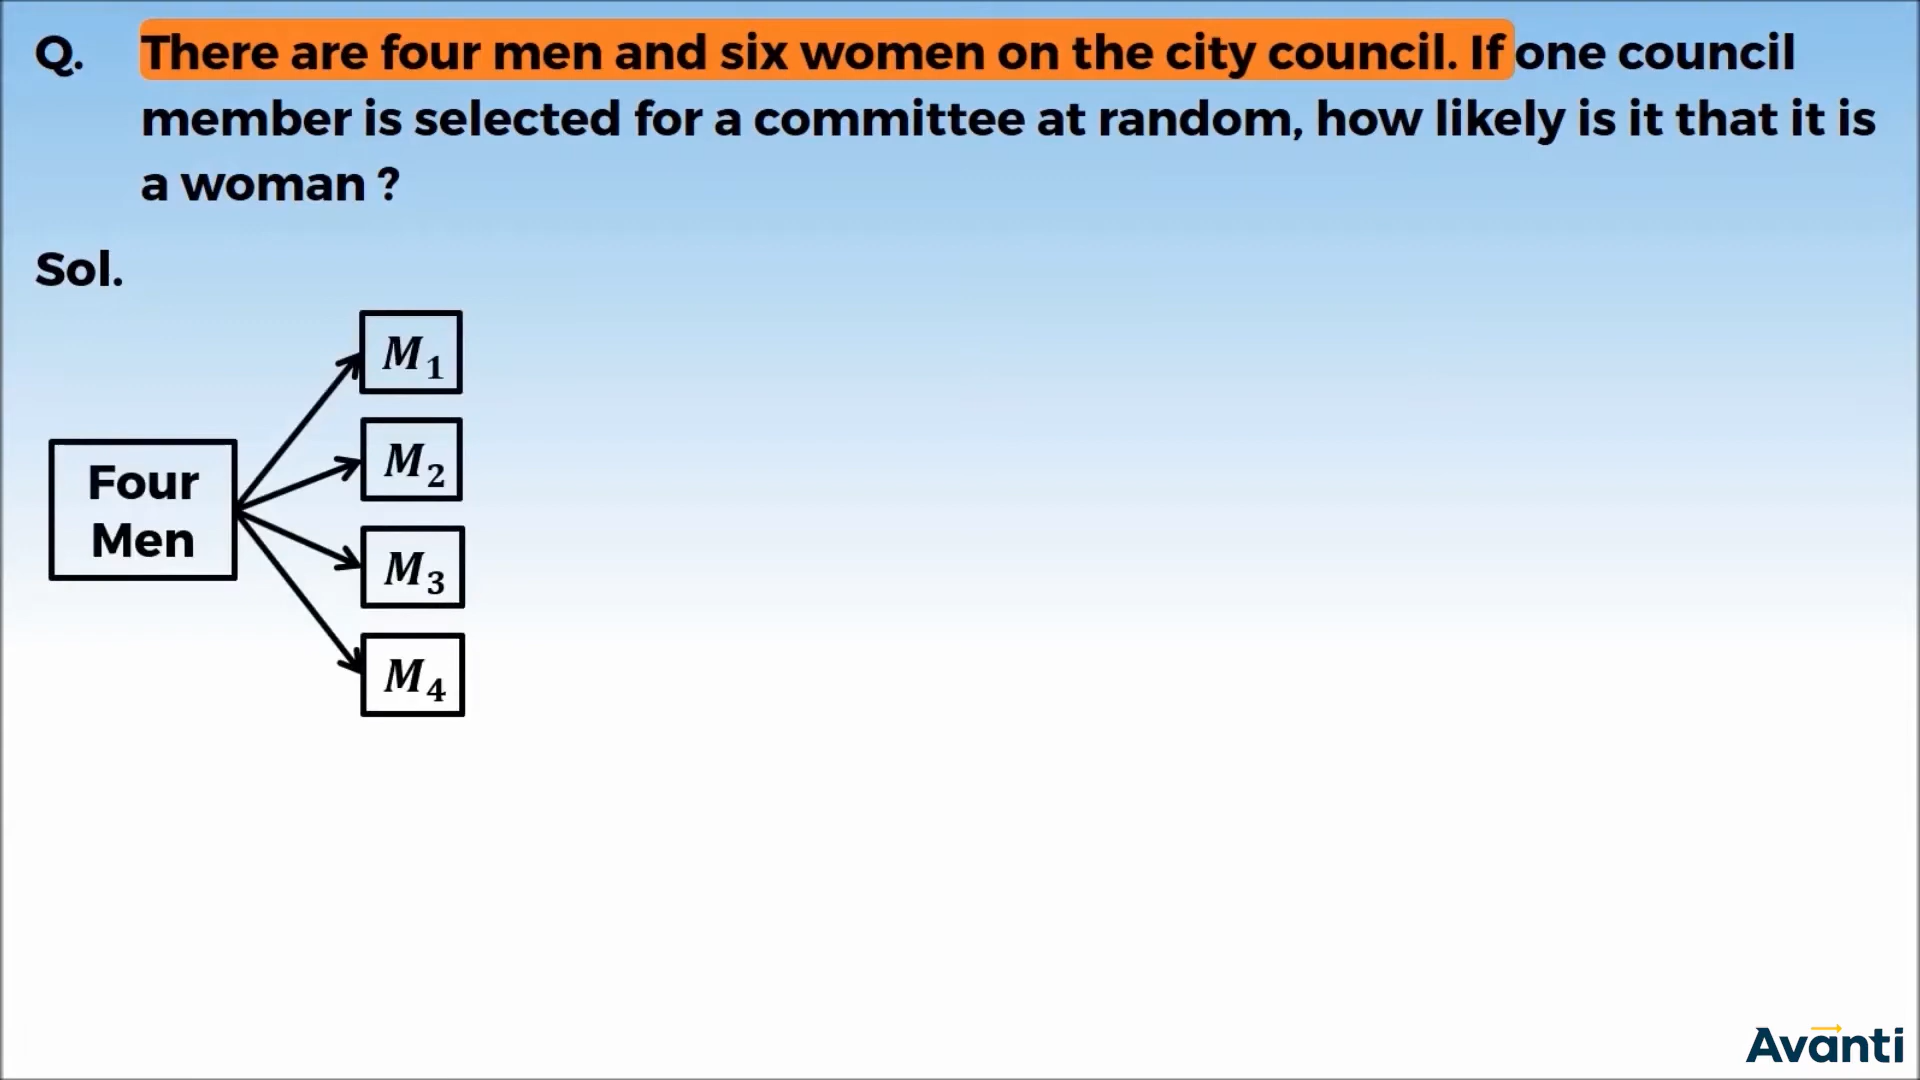 Q. There are four men and six women on the city council. If one council
member is selected for a committee at random, how likely is it that it is
a woman ?
Sol.
M1
M2
Four
Men
M3
M4
Avanti